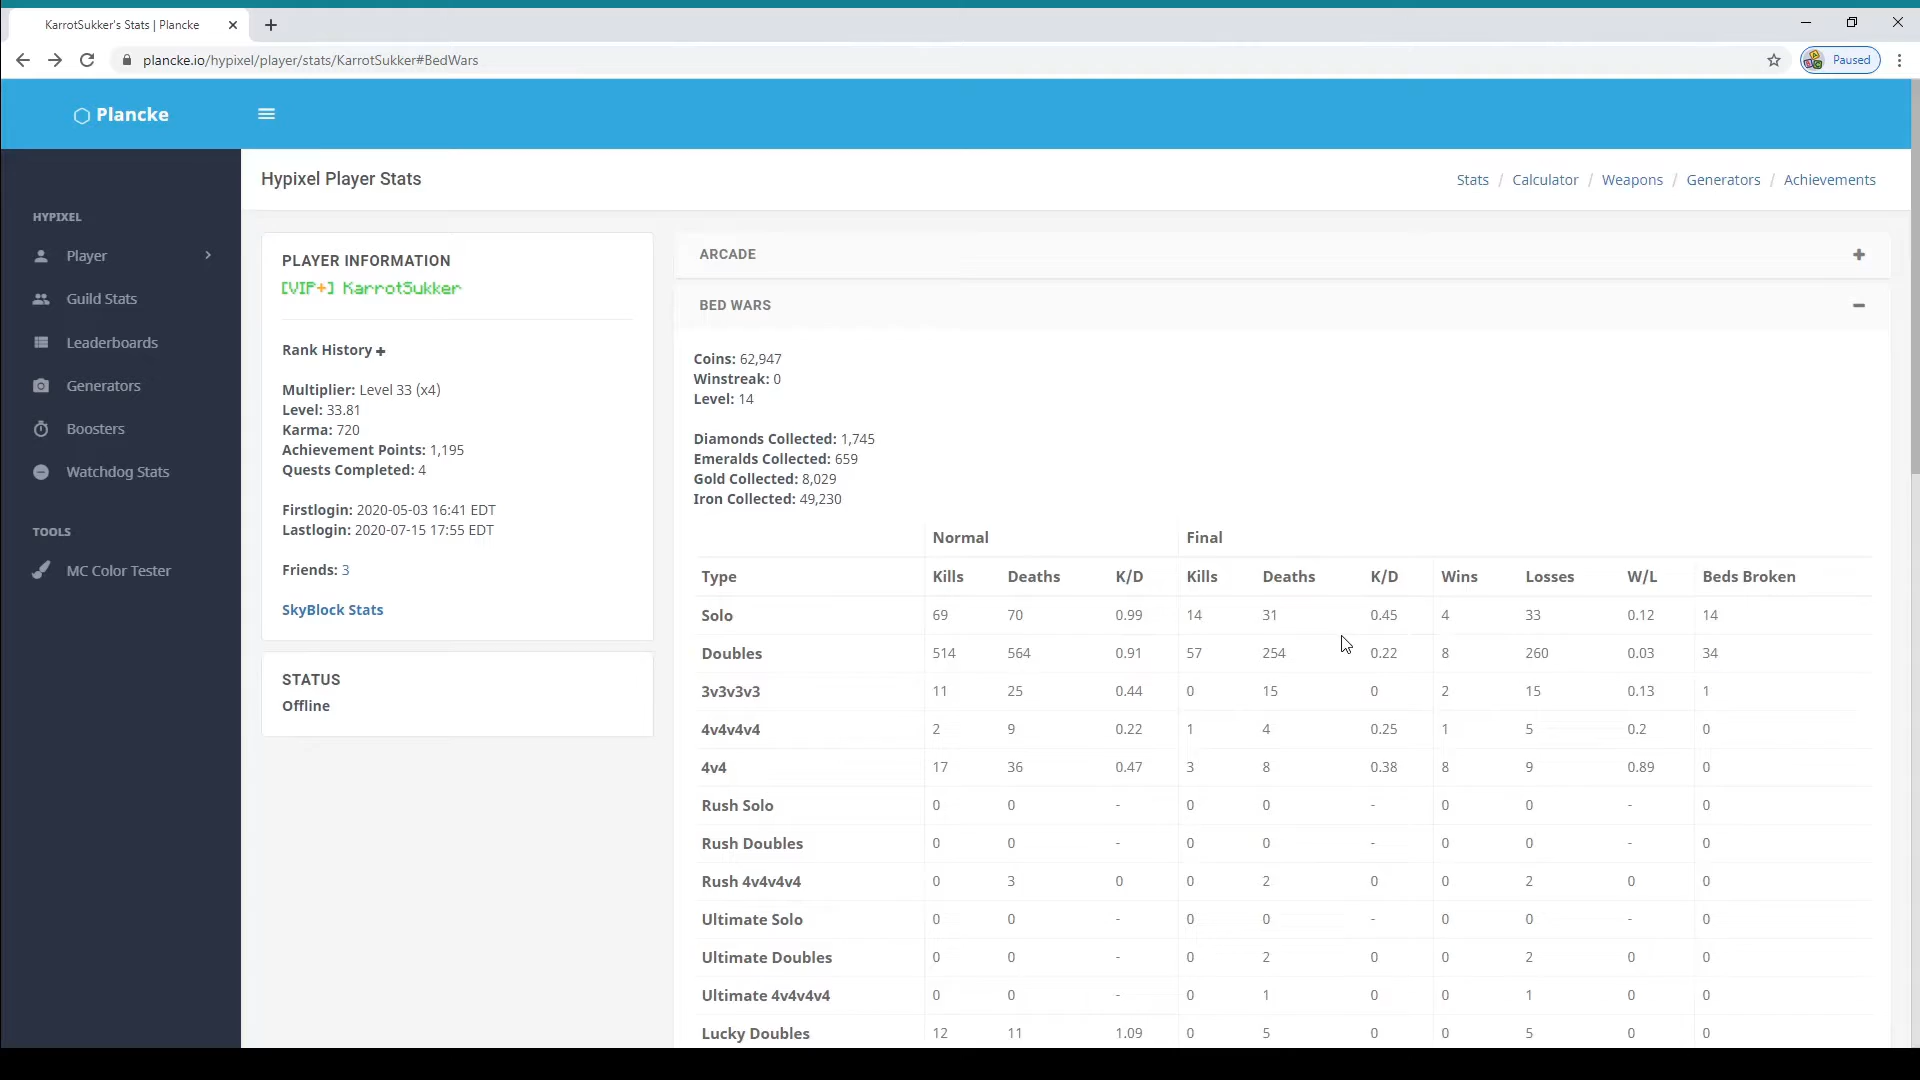 KarrotSukker's Stats | Plancke
plancke.io/hypixel/player/stats/KarrotSukker#BedWars
Paused
Plancke
Hypixel Player Stats
Stats / Calculator / Weapons / Generators / Achievements
HYPIXEL
Player
Guild Stats
Leaderboards
Generators
Boosters
Watchdog Stats
TOOLS
MC Color Tester
PLAYER INFORMATION
[VIP+] KarrotSukker
Rank History
Multiplier: Level 33 (x4)
Level: 33.81
Karma: 720
Achievement Points: 1,195
Quests Completed: 4
Firstlogin: 2020-05-03 16:41 EDT
Lastlogin: 2020-07-15 17:55 EDT
Friends: 3
SkyBlock Stats
STATUS
Offline
ARCADE
BED WARS
Coins: 62,947
Winstreak: 0
Level: 14
Diamonds Collected: 1,745
Emeralds Collected: 659
Gold Collected: 8,029
Iron Collected: 49,230
Normal Final
Type Kills Deaths K/D Kills Deaths K/D Wins Losses W/L Beds Broken
Solo 69 70 0.99 14 31 0.45 4 33 0.12 14
Doubles 514 564 0.91 57 254 0.22 8 260 0.03 34
3v3v3v3 11 25 0.44 0 15 0 2 15 0.13 1
4v4v4v4 2 9 0.22 1 4 0.25 1 5 0.2 0
4v4 17 36 0.47 3 8 0.38 8 9 0.89 0
Rush Solo 0 0 - 0 0 - 0 0 - 0
Rush Doubles 0 0 - 0 0 - 0 0 - 0
Rush 4v4v4v4 0 3 0 0 2 0 0 2 0 0
Ultimate Solo 0 0 - 0 0 - 0 0 - 0
Ultimate Doubles 0 0 - 0 2 0 0 2 0 0
Ultimate 4v4v4v4 0 0 - 0 1 0 0 1 0 0
Lucky Doubles 12 11 1.09 0 5 0 0 5 0 0